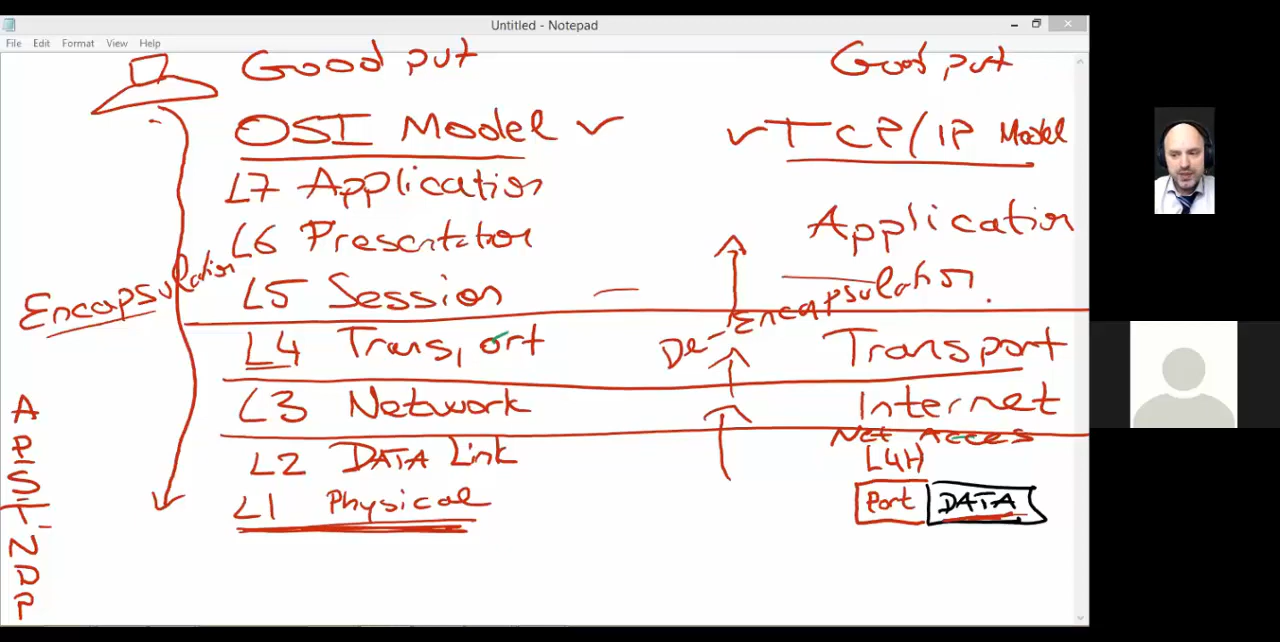 Untitled - Notepad
File Edit Format View Help
Good put
Good put
OSI Model
TCP/IP Model
L7 Application
L6 Presentation
L5 Session
Application
Encapsulation
De-Encapsulation.
L4 Transport
Transport
L3 Network
Internet
Net Acces
L2 DATA Link
L4H
L1 Physical
Port DATA
A
P
S
T
N
D
P